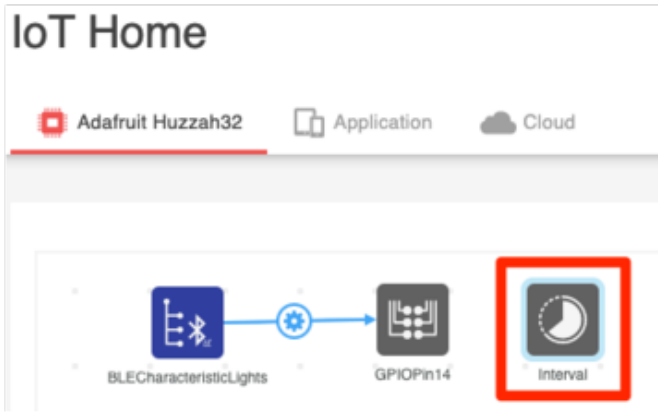 IoT Home
Adafruit Huzzah32 Application Cloud
BLECharacteristicLights GPIOPin14 Interval